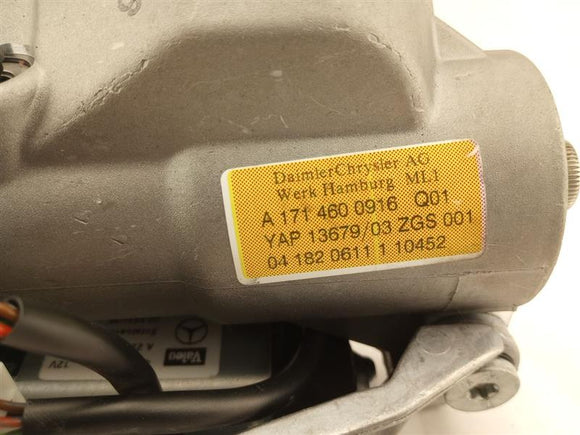 DaimlerChrysler AG
Werk Hamburg ML1
A 171 460 0916 Q01
YAP 13679/03 ZGS 001
04 182 0611 1 10452
Valeo
12V